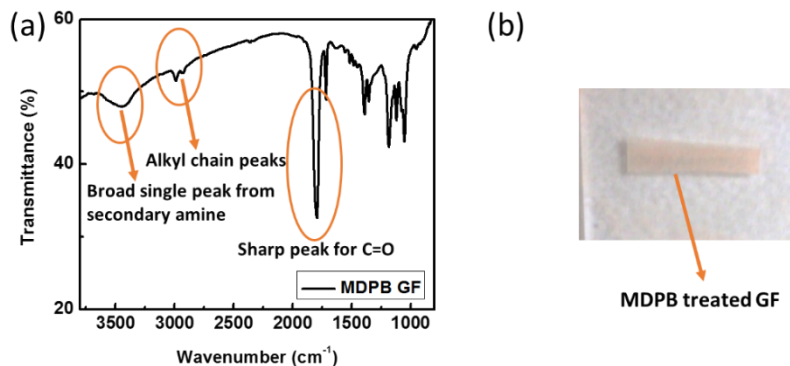 (a)
60
40
20
Transmittance (%)
Alkyl chain peaks
Broad single peak from
secondary amine
Sharp peak for C=O
MDPB GF
3500 3000 2500 2000 1500 1000
Wavenumber (cm⁻¹)
(b)
MDPB treated GF